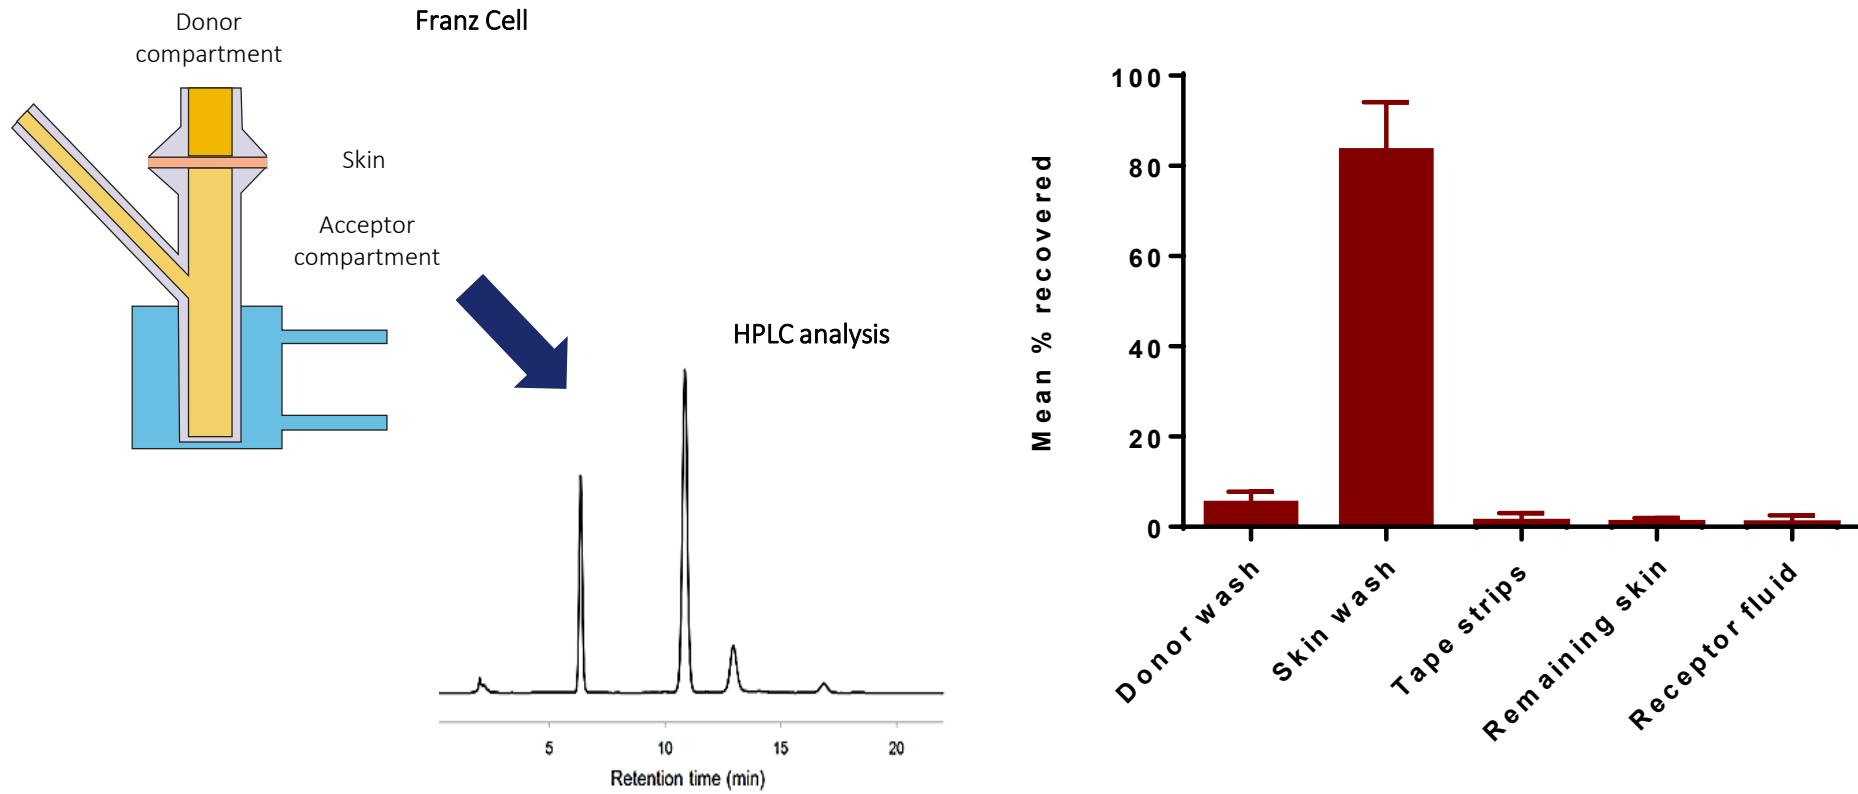 Donor
compartment
Franz Cell
Skin
Acceptor
compartment
HPLC analysis
5 10 15 20
Retention time (min)
Mean % recovered
100
80
60
40
20
0
Donor wash
Skin wash
Tape strips
Remaining skin
Receptor fluid